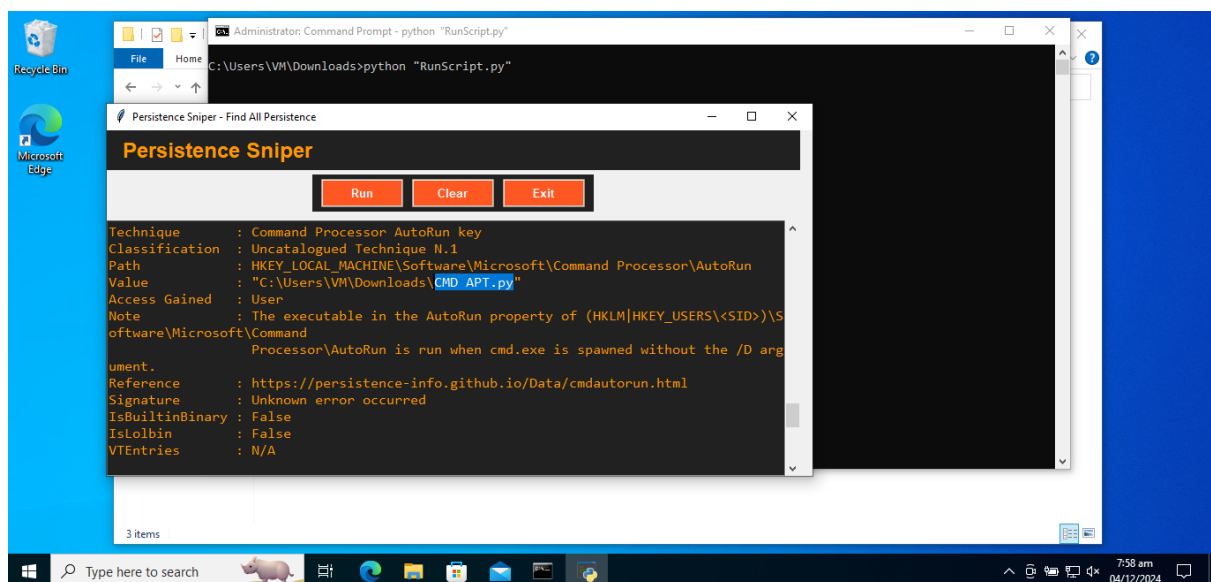 Recycle Bin
Microsoft
Edge
Administrator: Command Prompt - python "RunScript.py"
File Home
C:\Users\VM\Downloads>python "RunScript.py"
Persistence Sniper - Find All Persistence
Persistence Sniper
Run Clear Exit
Technique : Command Processor AutoRun key
Classification : Uncatalogued Technique N.1
Path : HKEY_LOCAL_MACHINE\Software\Microsoft\Command Processor\AutoRun
Value : "C:\Users\VM\Downloads\CMD APT.py"
Access Gained : User
Note : The executable in the AutoRun property of (HKLM|HKEY_USERS\<SID>)\S
oftware\Microsoft\Command
Processor\AutoRun is run when cmd.exe is spawned without the /D arg
ument.
Reference : https://persistence-info.github.io/Data/cmdautorun.html
Signature : Unknown error occurred
IsBuiltinBinary : False
IsLolbin : False
VTEntries : N/A
3 items
Type here to search
7:58 am
04/12/2024